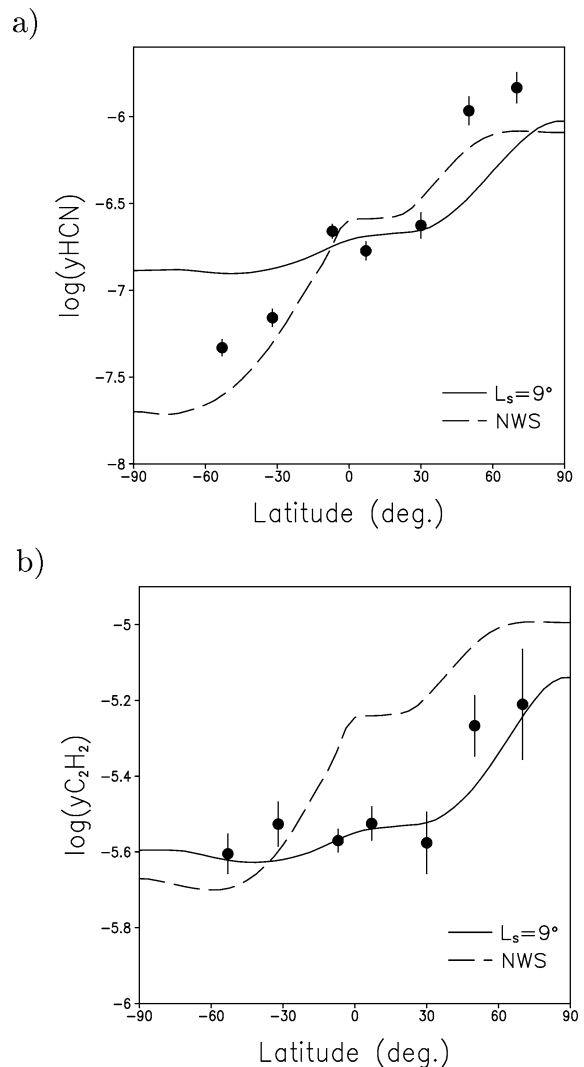 a)
-6
-6.5
-7
-7.5
-8
log(yHCN)
-90 -60 -30 0 30 60 90
Latitude (deg.)
Lₛ=9°
NWS
b)
-5
-5.2
-5.4
-5.6
-5.8
-6
log(yC₂H₂)
-90 -60 -30 0 30 60 90
Latitude (deg.)
Lₛ=9°
NWS